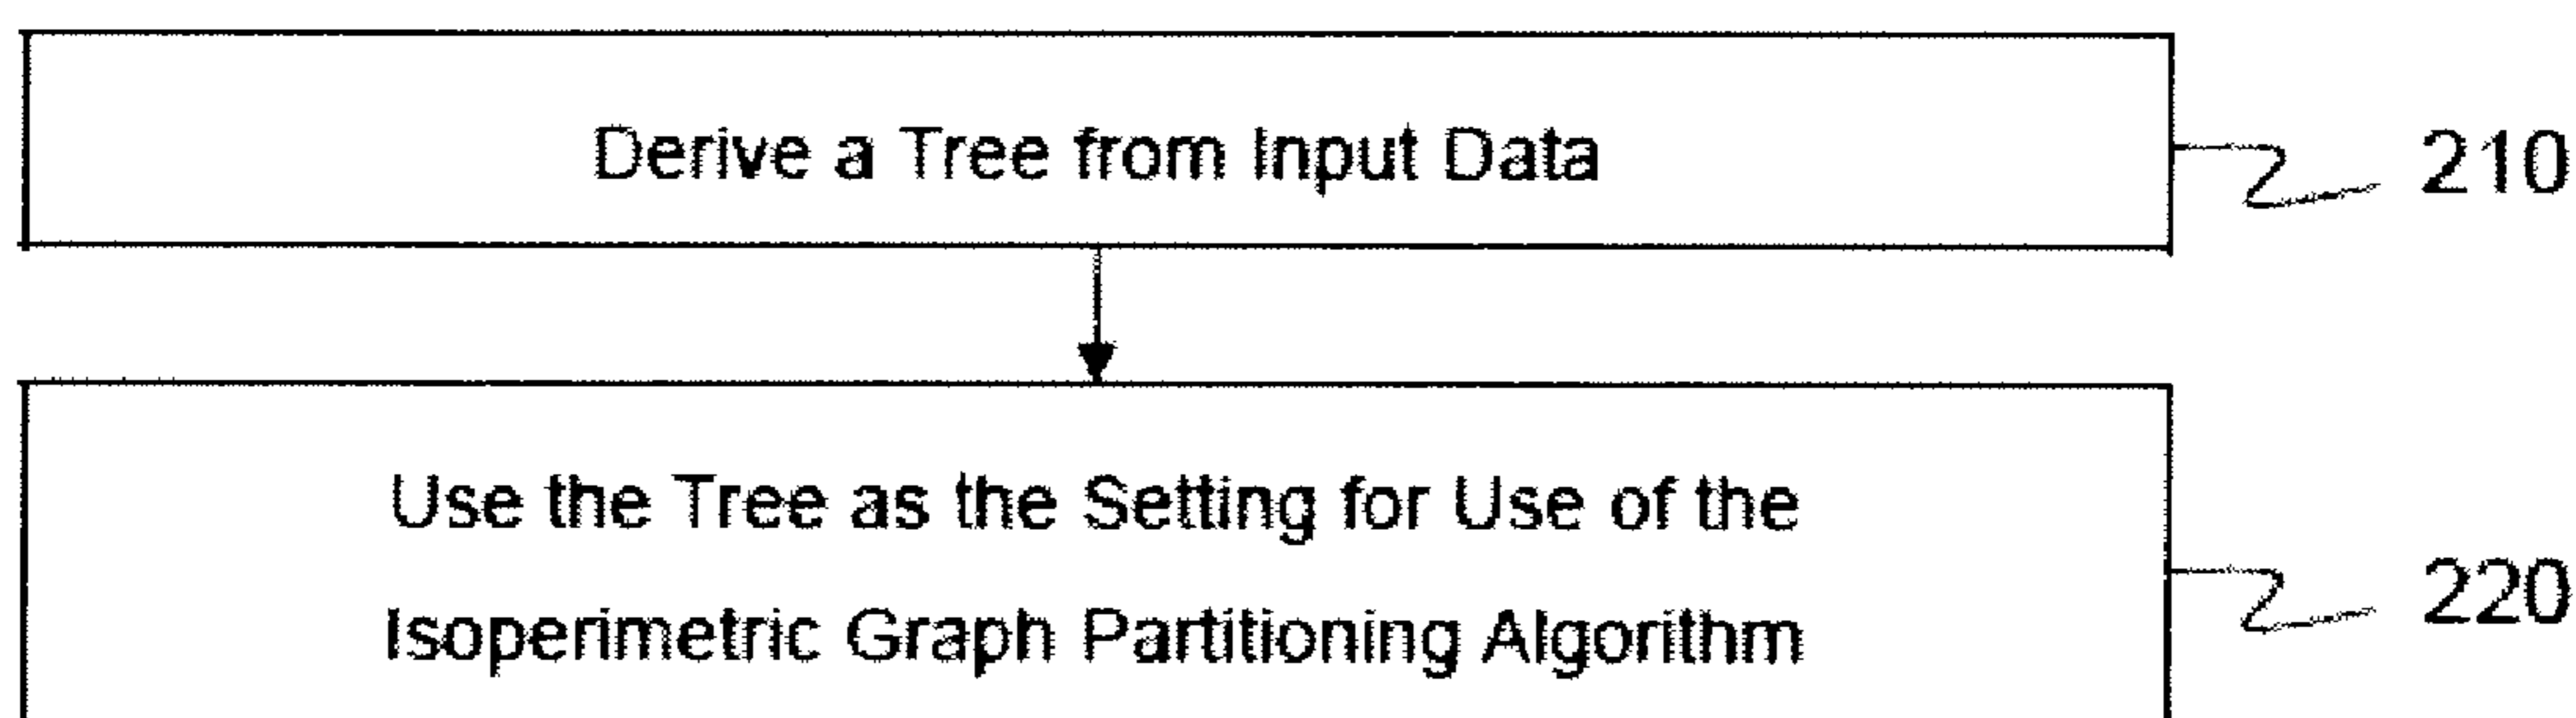 Derive a Tree from Input Data
210
Use the Tree as the Setting for Use of the
Isoperimetric Graph Partitioning Algorithm
220